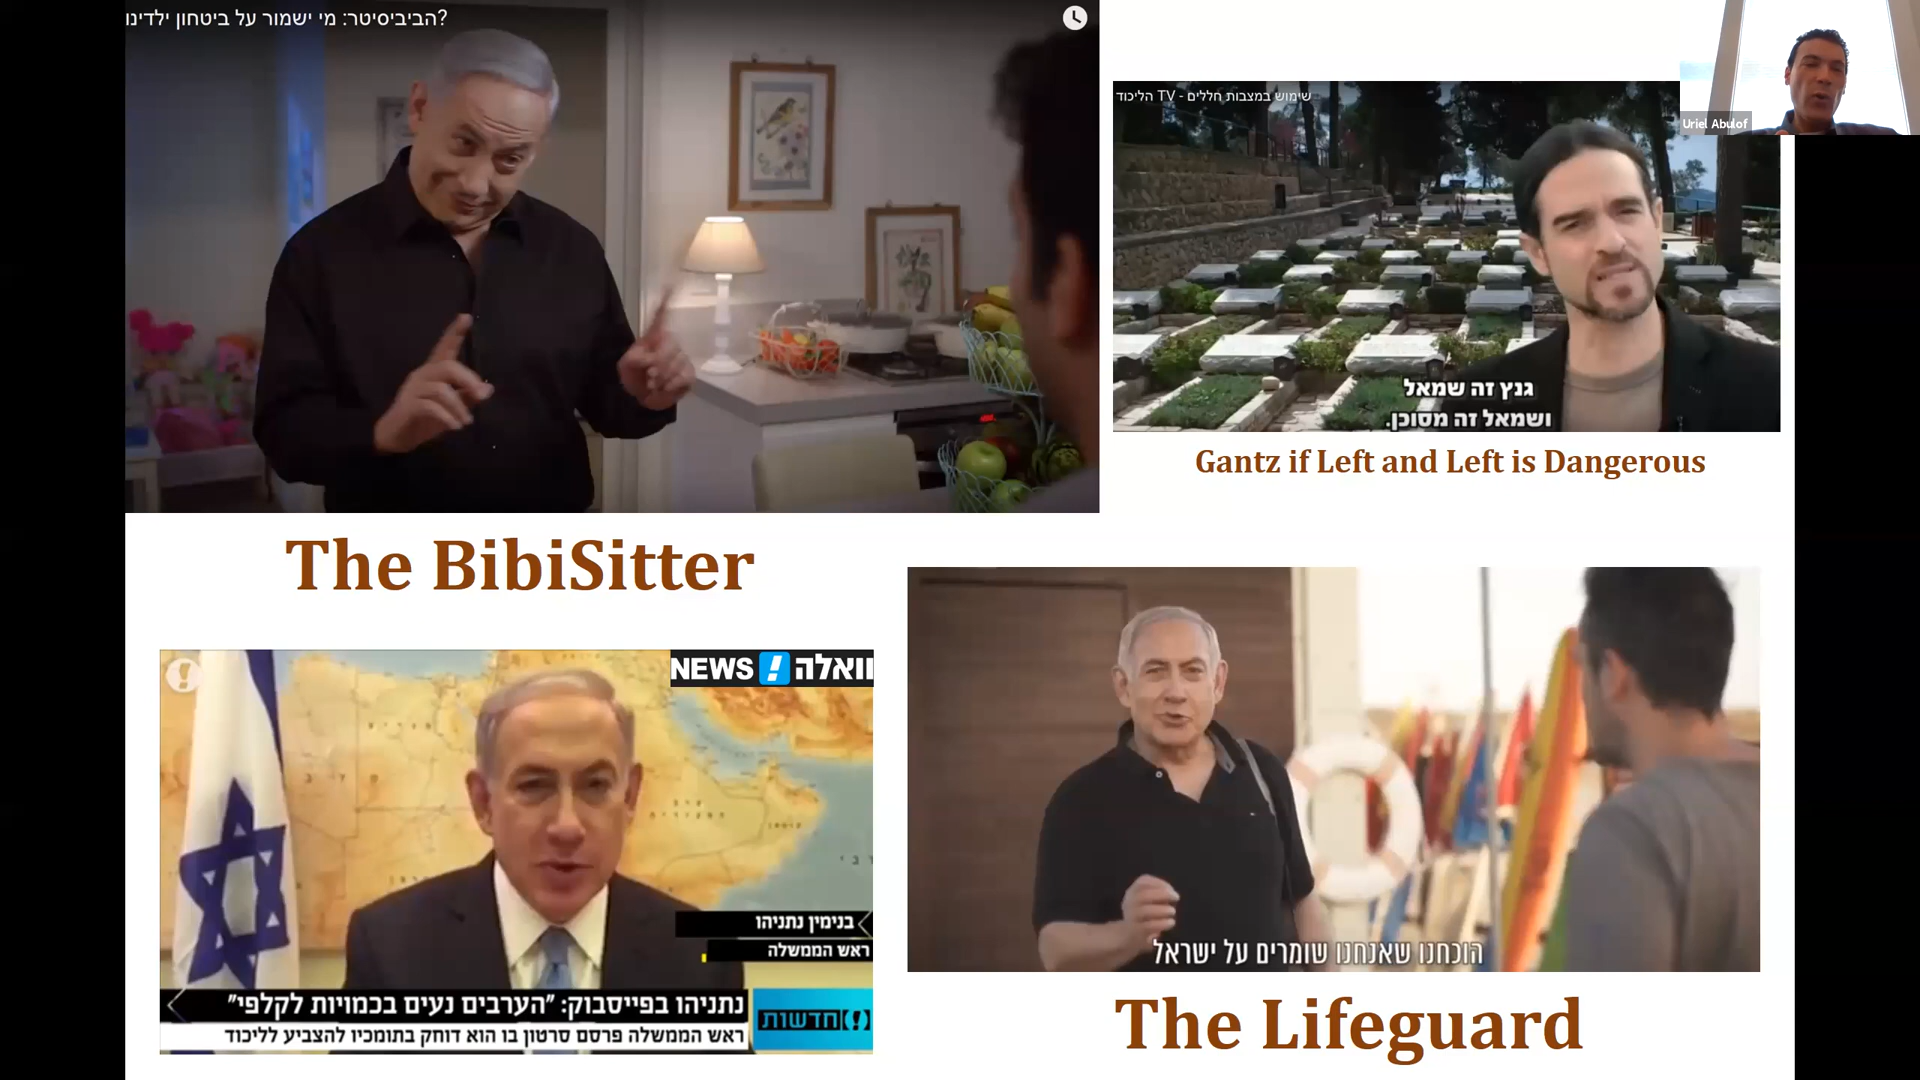 הביביסיטר: מי ישמור על ביטחון ילדינו?
שימוש במצבות חללים - TV הליכוד
Uriel Abulof
גנץ זה שמאל
ושמאל זה מסוכן.
Gantz if Left and Left is Dangerous
The BibiSitter
NEWS ! וואלה
בנימין נתניהו
ראש הממשלה
נתניהו בפייסבוק: "הערבים נעים בכמויות לקלפי"
ראש הממשלה פרסם סרטון בו הוא דוחק בתומכיו להצביע לליכוד
חדשות
הוכחנו שאנחנו שומרים על ישראל
The Lifeguard